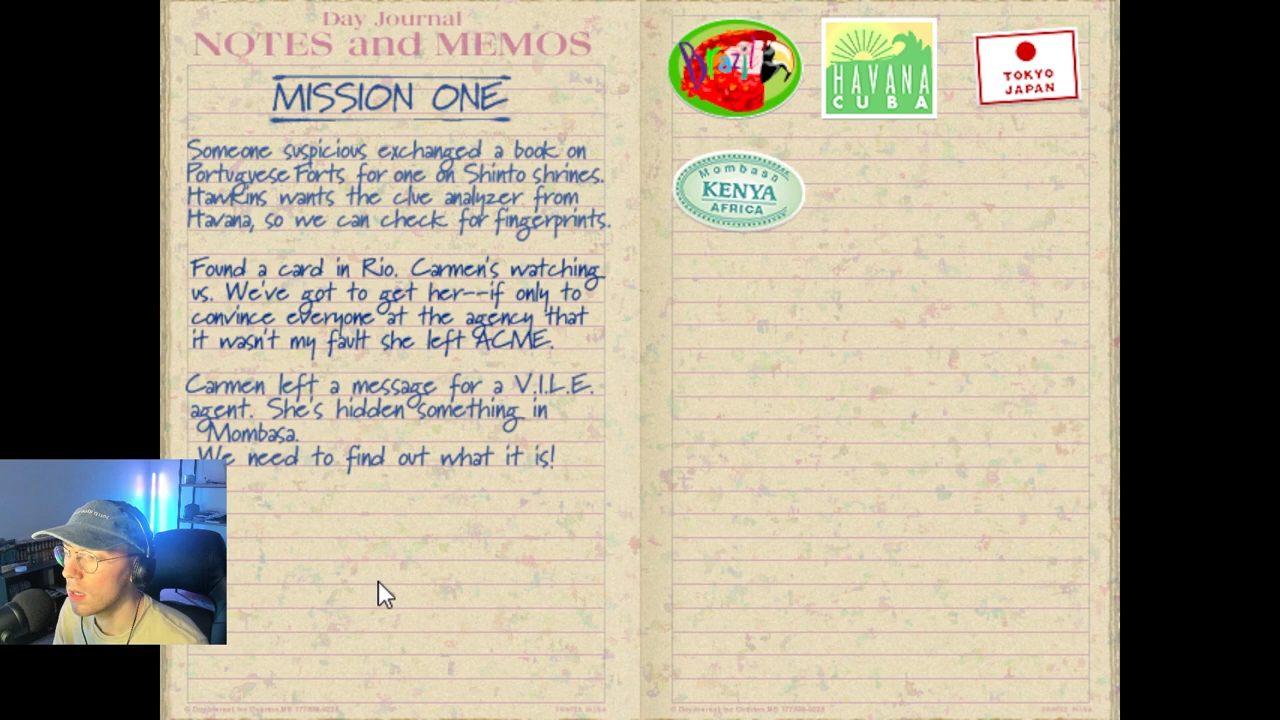 Day Journal
NOTES and MEMOS
MISSION ONE
Someone suspicious exchanged a book on
Portuguese Forts for one on Shinto shrines.
Hawkins wants the clue analyzer from
Havana, so we can check for fingerprints.
Found a card in Rio. Carmen's watching
us. We've got to get her--if only to
convince everyone at the agency that
it wasn't my fault she left ACME.
Carmen left a message for a V.I.L.E.
agent. She's hidden something in
Mombasa.
We need to find out what it is!
Brazil
HAVANA
CUBA
TOKYO
JAPAN
Mombasa
KENYA
AFRICA